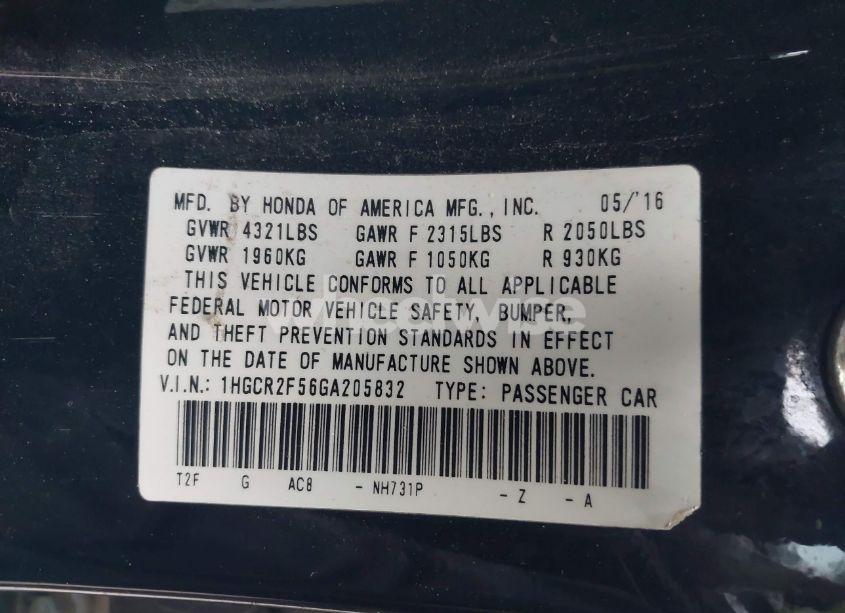 MFD. BY HONDA OF AMERICA MFG., INC. 05/'16
GVWR 4321LBS GAWR F 2315LBS R 2050LBS
GVWR 1960KG GAWR F 1050KG R 930KG
THIS VEHICLE CONFORMS TO ALL APPLICABLE
FEDERAL MOTOR VEHICLE SAFETY, BUMPER,
AND THEFT PREVENTION STANDARDS IN EFFECT
ON THE DATE OF MANUFACTURE SHOWN ABOVE.
V.I.N.: 1HGCR2F56GA205832 TYPE: PASSENGER CAR
T2F G AC8 - NH731P - Z - A
wheelwise